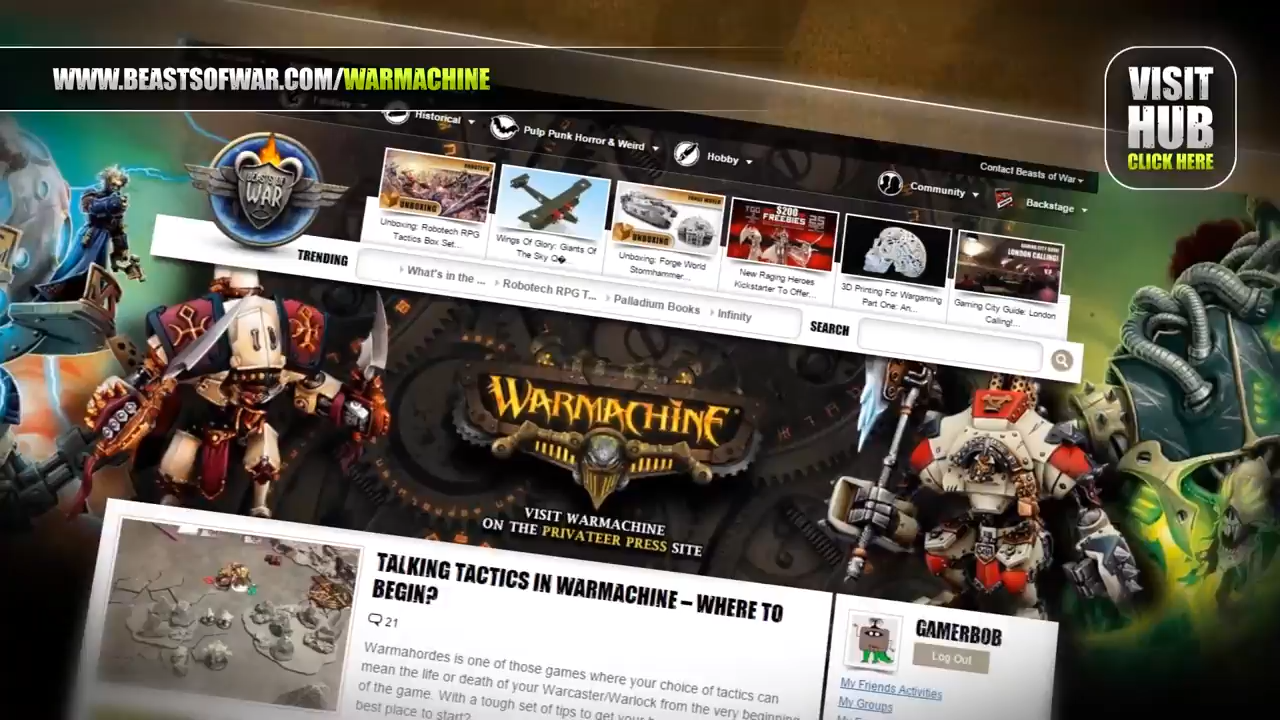 WWW.BEASTSOFWAR.COM/WARMACHINE
VISIT
HUB
CLICK HERE
Historical
Pulp Punk Horror & Weird
Hobby
Contact Beasts of War
Community
Backstage
BEASTS OF
WAR
UNBOXING
UNBOXING
$200
FREEBIES
LONDON CALLING!
Unboxing: Robotech RPG
Tactics Box Set...
Wings Of Glory: Giants Of
The Sky O�
Unboxing: Forge World
Stormhammer...
New Raging Heroes
Kickstarter To Offer...
3D Printing For Wargaming
Part One: An...
Gaming City Guide: London
Calling!...
TRENDING
What's in the ...
Robotech RPG T...
Palladium Books
Infinity
SEARCH
WARMACHINE
VISIT WARMACHINE
ON THE PRIVATEER PRESS SITE
TALKING TACTICS IN WARMACHINE – WHERE TO
BEGIN?
21
Warmahordes is one of those games where your choice of tactics can
mean the life or death of your Warcaster/Warlock from the very beginning
of the game. With a tough set of tips to get your
best place to start?
GAMERBOB
Log Out
My Friends Activities
My Groups